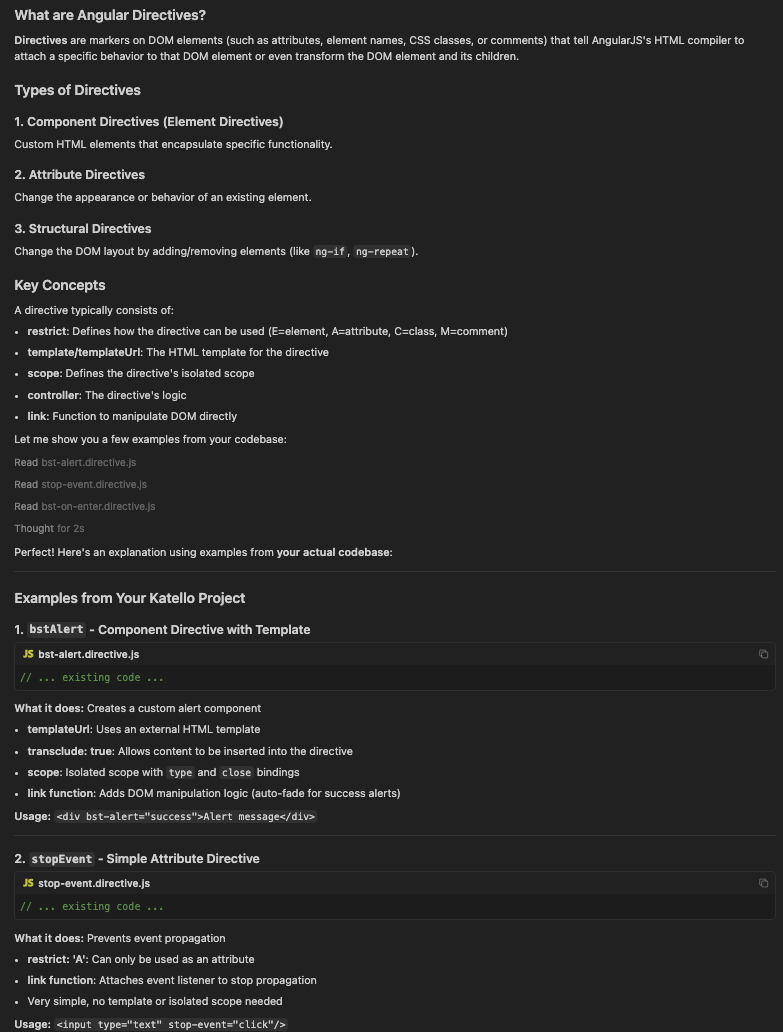 What are Angular Directives?
Directives are markers on DOM elements (such as attributes, element names, CSS classes, or comments) that tell AngularJS's HTML compiler to
attach a specific behavior to that DOM element or even transform the DOM element and its children.
Types of Directives
1. Component Directives (Element Directives)
Custom HTML elements that encapsulate specific functionality.
2. Attribute Directives
Change the appearance or behavior of an existing element.
3. Structural Directives
Change the DOM layout by adding/removing elements (like ng-if, ng-repeat).
Key Concepts
A directive typically consists of:
• restrict: Defines how the directive can be used (E=element, A=attribute, C=class, M=comment)
• template/templateUrl: The HTML template for the directive
• scope: Defines the directive's isolated scope
• controller: The directive's logic
• link: Function to manipulate DOM directly
Let me show you a few examples from your codebase:
Read bst-alert.directive.js
Read stop-event.directive.js
Read bst-on-enter.directive.js
Thought for 2s
Perfect! Here's an explanation using examples from your actual codebase:
Examples from Your Katello Project
1. bstAlert - Component Directive with Template
JS bst-alert.directive.js
// ... existing code ...
What it does: Creates a custom alert component
• templateUrl: Uses an external HTML template
• transclude: true: Allows content to be inserted into the directive
• scope: Isolated scope with type and close bindings
• link function: Adds DOM manipulation logic (auto-fade for success alerts)
Usage: <div bst-alert="success">Alert message</div>
2. stopEvent - Simple Attribute Directive
JS stop-event.directive.js
// ... existing code ...
What it does: Prevents event propagation
• restrict: 'A': Can only be used as an attribute
• link function: Attaches event listener to stop propagation
• Very simple, no template or isolated scope needed
Usage: <input type="text" stop-event="click"/>